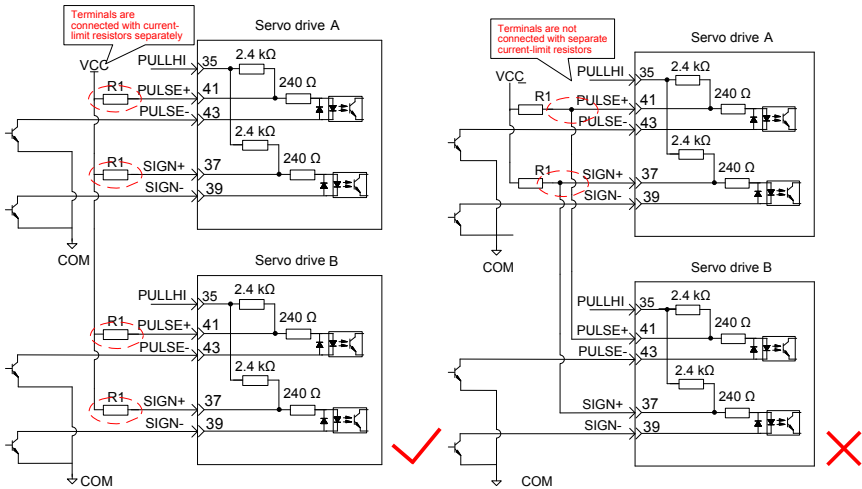 Terminals are
connected with current-
limit resistors separately
Servo drive A
VCC
PULLHI
35
2.4 kΩ
R1
PULSE+
41
240 Ω
PULSE-
43
2.4 kΩ
R1
SIGN+
37
240 Ω
SIGN-
39
COM
Servo drive B
PULLHI
35
2.4 kΩ
R1
PULSE+
41
240 Ω
PULSE-
43
2.4 kΩ
R1
SIGN+
37
240 Ω
SIGN-
39
COM
Terminals are not
connected with separate
current-limit resistors
Servo drive A
VCC
PULLHI
35
2.4 kΩ
R1
PULSE+
41
240 Ω
PULSE-
43
2.4 kΩ
R1
SIGN+
37
240 Ω
SIGN-
39
COM
Servo drive B
PULLHI
35
2.4 kΩ
PULSE+
41
240 Ω
PULSE-
43
2.4 kΩ
SIGN+
37
240 Ω
SIGN-
39
COM